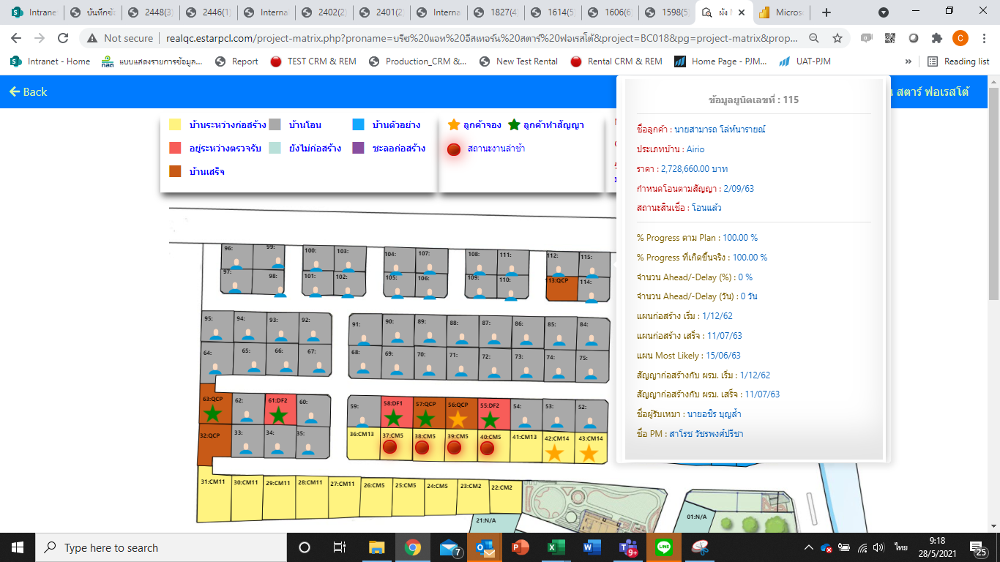 Intrane
บันทึกข้อ
2448(3)
2446(1)
Interna
2402(2)
2401(2)
Interna
1827(4)
1614(5)
1606(6)
1598(5)
ผัง M
Micros
Not secure
realqc.estarpcl.com/project-matrix.php?proname=บรีซ%20แอท%20อีสเทอร์น%20สตาร์%20ฟอเรสโต้&project=BC018&pg=project-matrix&prop...
Intranet - Home
แบบแสดงรายการข้อมูล...
Report
TEST CRM & REM
Production_CRM &...
New Test Rental
Rental CRM & REM
Home Page - PJM...
UAT-PJM
»
Reading list
Back
น สตาร์ ฟอเรสโต้
บ้านระหว่างก่อสร้าง
บ้านโอน
บ้านตัวอย่าง
อยู่ระหว่างตรวจรับ
ยังไม่ก่อสร้าง
ชะลอก่อสร้าง
บ้านเสร็จ
ลูกค้าจอง
ลูกค้าทำสัญญา
สถานะงานล่าช้า
ข้อมูลยูนิตเลขที่ : 115
ชื่อลูกค้า : นายสามารถ โล่ห์นารายณ์
ประเภทบ้าน : Airio
ราคา : 2,728,660.00 บาท
กำหนดโอนตามสัญญา : 2/09/63
สถานะสินเชื่อ : โอนแล้ว
% Progress ตาม Plan : 100.00 %
% Progress ที่เกิดขึ้นจริง : 100.00 %
จำนวน Ahead/-Delay (%) : 0 %
จำนวน Ahead/-Delay (วัน) : 0 วัน
แผนก่อสร้าง เริ่ม : 1/12/62
แผนก่อสร้าง เสร็จ : 11/07/63
แผน Most Likely : 15/06/63
สัญญาก่อสร้างกับ ผรม. เริ่ม : 1/12/62
สัญญาก่อสร้างกับ ผรม. เสร็จ : 11/07/63
ชื่อผู้รับเหมา : นายอชิร บุญล้ำ
ชื่อ PM : สาโรช วัชรพงศ์ปรีชา
96: 99: 100: 103: 104: 107: 108: 111: 112: 115:
97: 98: 101: 102: 105: 106: 109: 110: 113:QCP 114:
95: 94: 93: 92: 91: 90: 89: 88: 87: 86: 85: 84:
64: 65: 66: 67: 68: 69: 70: 71: 72: 73: 74: 75:
63:QCP 62: 61:DF2 60: 59: 58:DF1 57:QCP 56:QCP 55:DF2 54: 53: 52:
32:QCP 33: 34: 35: 36:CM13 37:CM5 38:CM5 39:CM5 40:CM5 41:CM13 42:CM14 43:CM14
31:CM11 30:CM11 29:CM11 28:CM11 27:CM11 26:CM5 25:CM5 24:CM5 23:CM2 22:CM2
21:N/A 01:N/A
Type here to search
7
9+
ไทย
9:18
28/5/2021
25